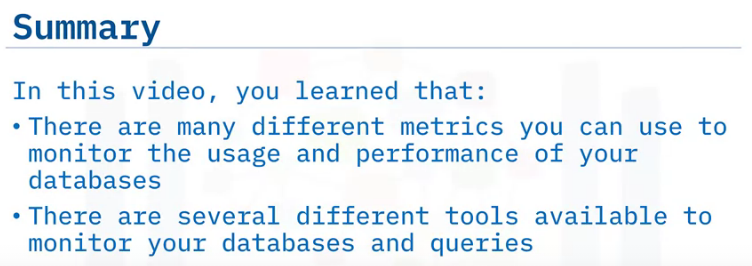 Summary
In this video, you learned that:
• There are many different metrics you can use to
monitor the usage and performance of your
databases
• There are several different tools available to
monitor your databases and queries